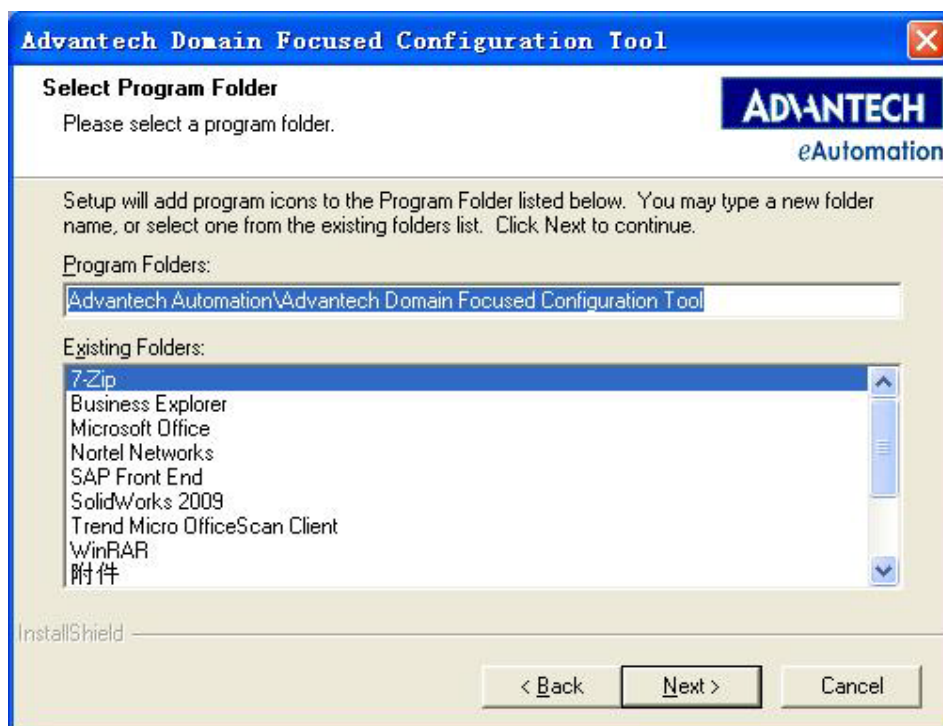 Advantech Domain Focused Configuration Tool
Select Program Folder
Please select a program folder.
ADVANTECH
eAutomation
Setup will add program icons to the Program Folder listed below. You may type a new folder
name, or select one from the existing folders list. Click Next to continue.
Program Folders:
Advantech Automation\Advantech Domain Focused Configuration Tool
Existing Folders:
7-Zip
Business Explorer
Microsoft Office
Nortel Networks
SAP Front End
SolidWorks 2009
Trend Micro OfficeScan Client
WinRAR
附件
InstallShield
< Back
Next >
Cancel